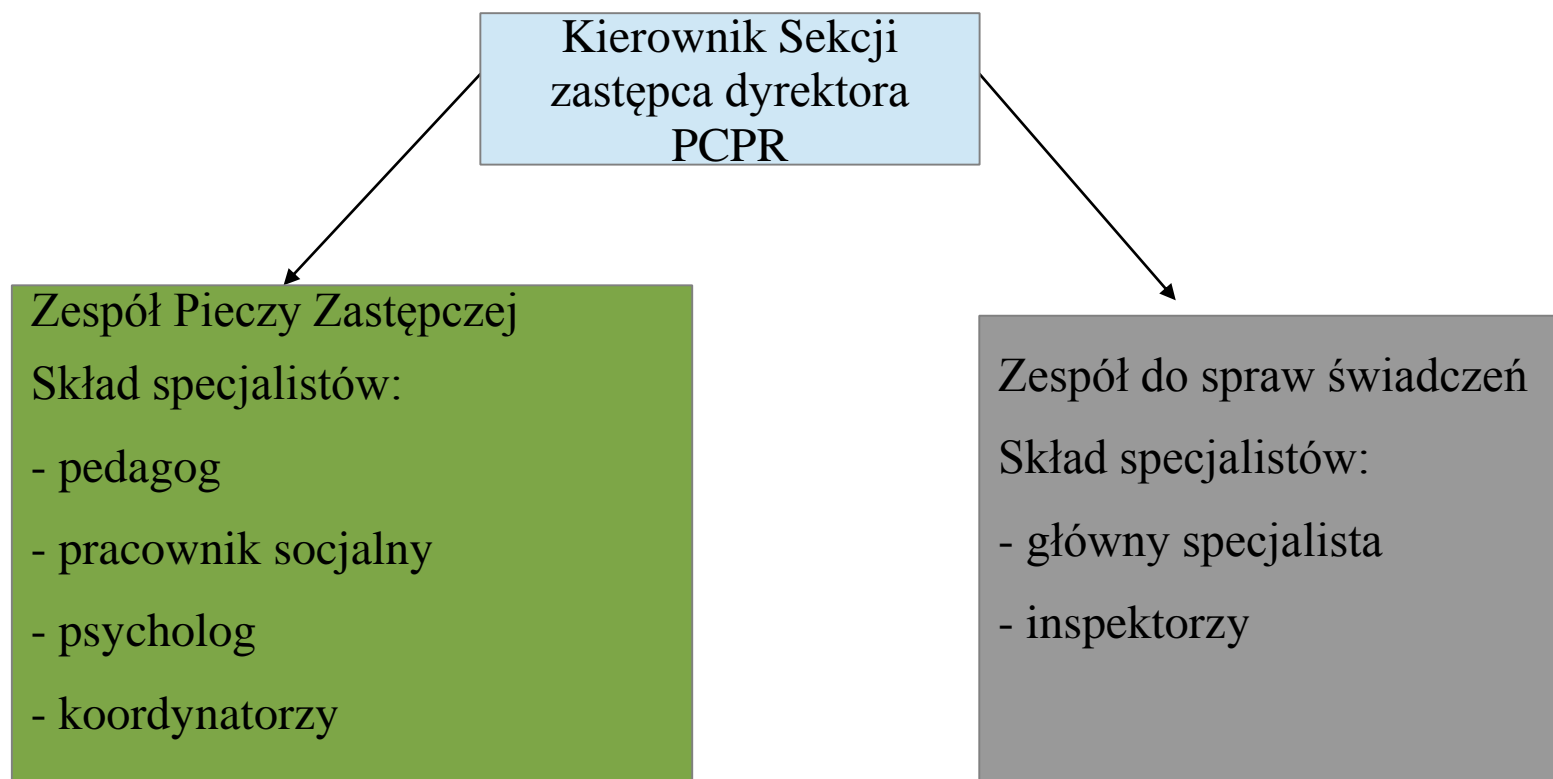 Kierownik Sekcji
zastępca dyrektora
PCPR
Zespół Pieczy Zastępczej
Skład specjalistów:
- pedagog
- pracownik socjalny
- psycholog
- koordynatorzy
Zespół do spraw świadczeń
Skład specjalistów:
- główny specjalista
- inspektorzy